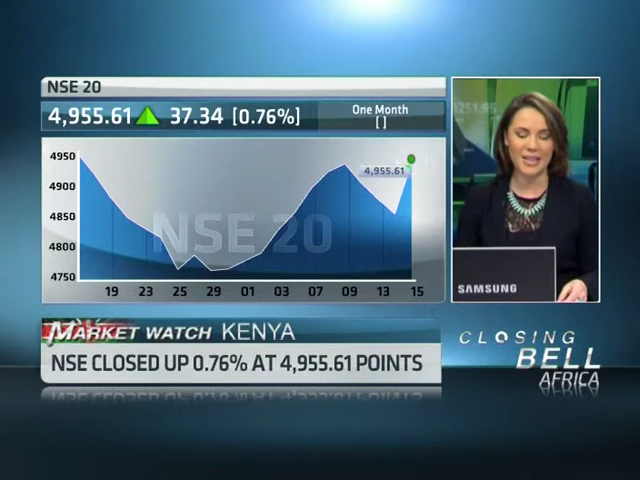 NSE 20
4,955.61 37.34 [0.76%]
One Month
[ ]
4950
4900
4850
4800
4750
4,955.61
NSE 20
19 23 25 29 01 03 07 09 13 15
SAMSUNG
MARKET WATCH KENYA
NSE CLOSED UP 0.76% AT 4,955.61 POINTS
CLOSING
BELL
AFRICA